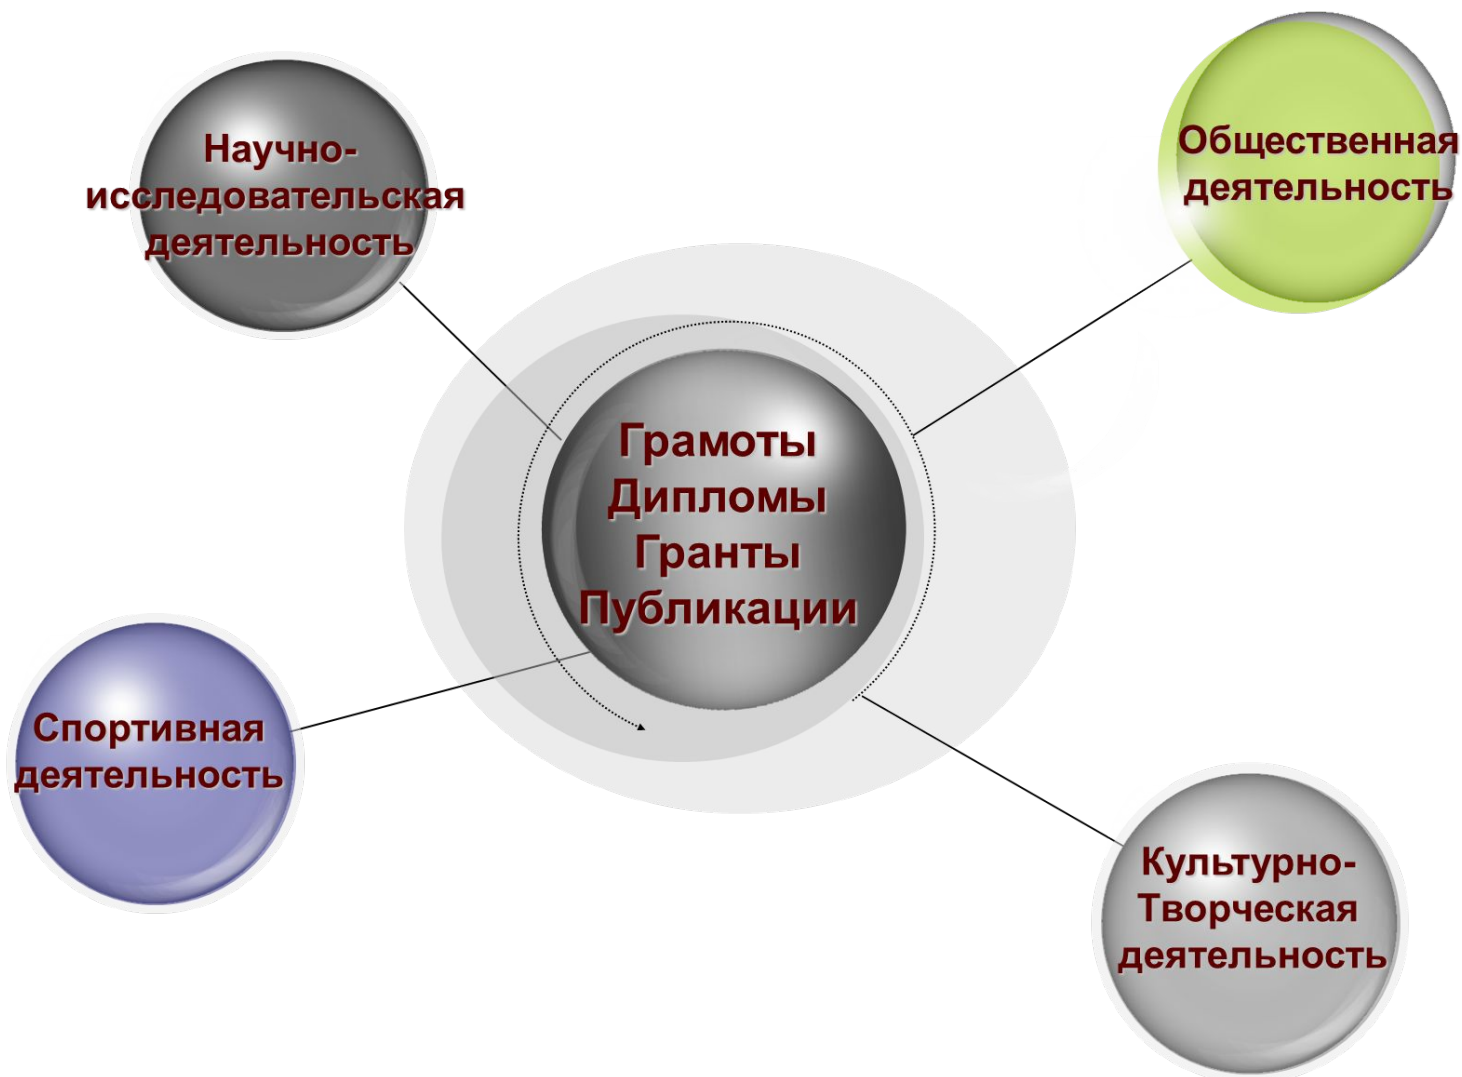 Научно-
исследовательская
деятельность
Общественная
деятельность
Грамоты
Дипломы
Гранты
Публикации
Спортивная
деятельность
Культурно-
Творческая
деятельность